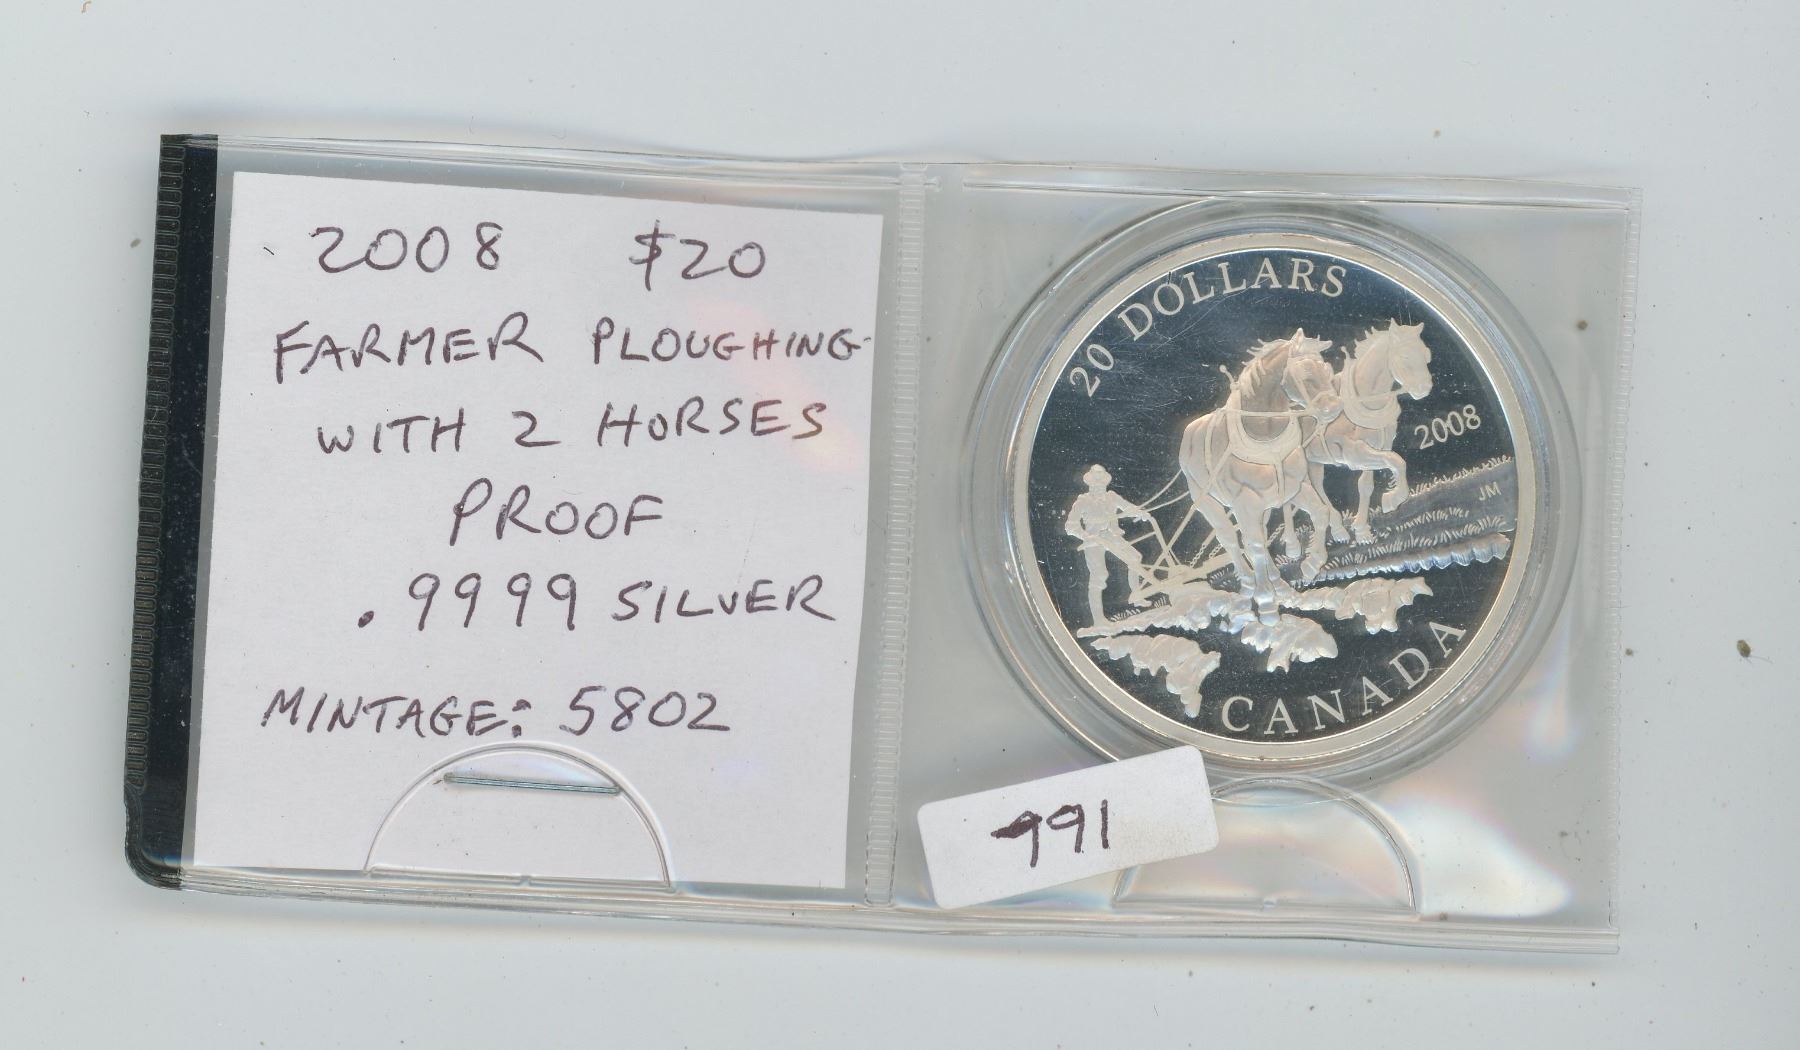 2008 $20
FARMER PLOUGHING
WITH 2 HORSES
PROOF
.9999 SILVER
MINTAGE: 5802
20 DOLLARS
2008
JM
CANADA
991